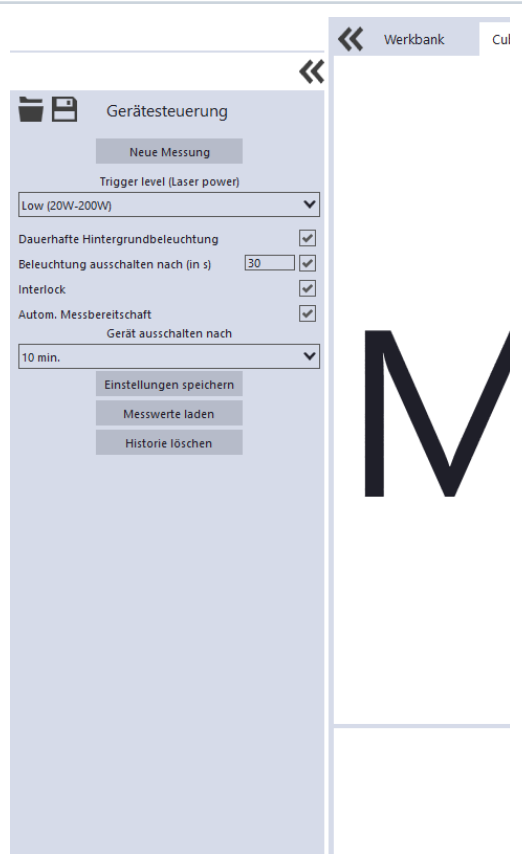 Werkbank
Gerätesteuerung
Neue Messung
Trigger level (Laser power)
Low (20W-200W)
Dauerhafte Hintergrundbeleuchtung
Beleuchtung ausschalten nach (in s) 30
Interlock
Autom. Messbereitschaft
Gerät ausschalten nach
10 min.
Einstellungen speichern
Messwerte laden
Historie löschen
M